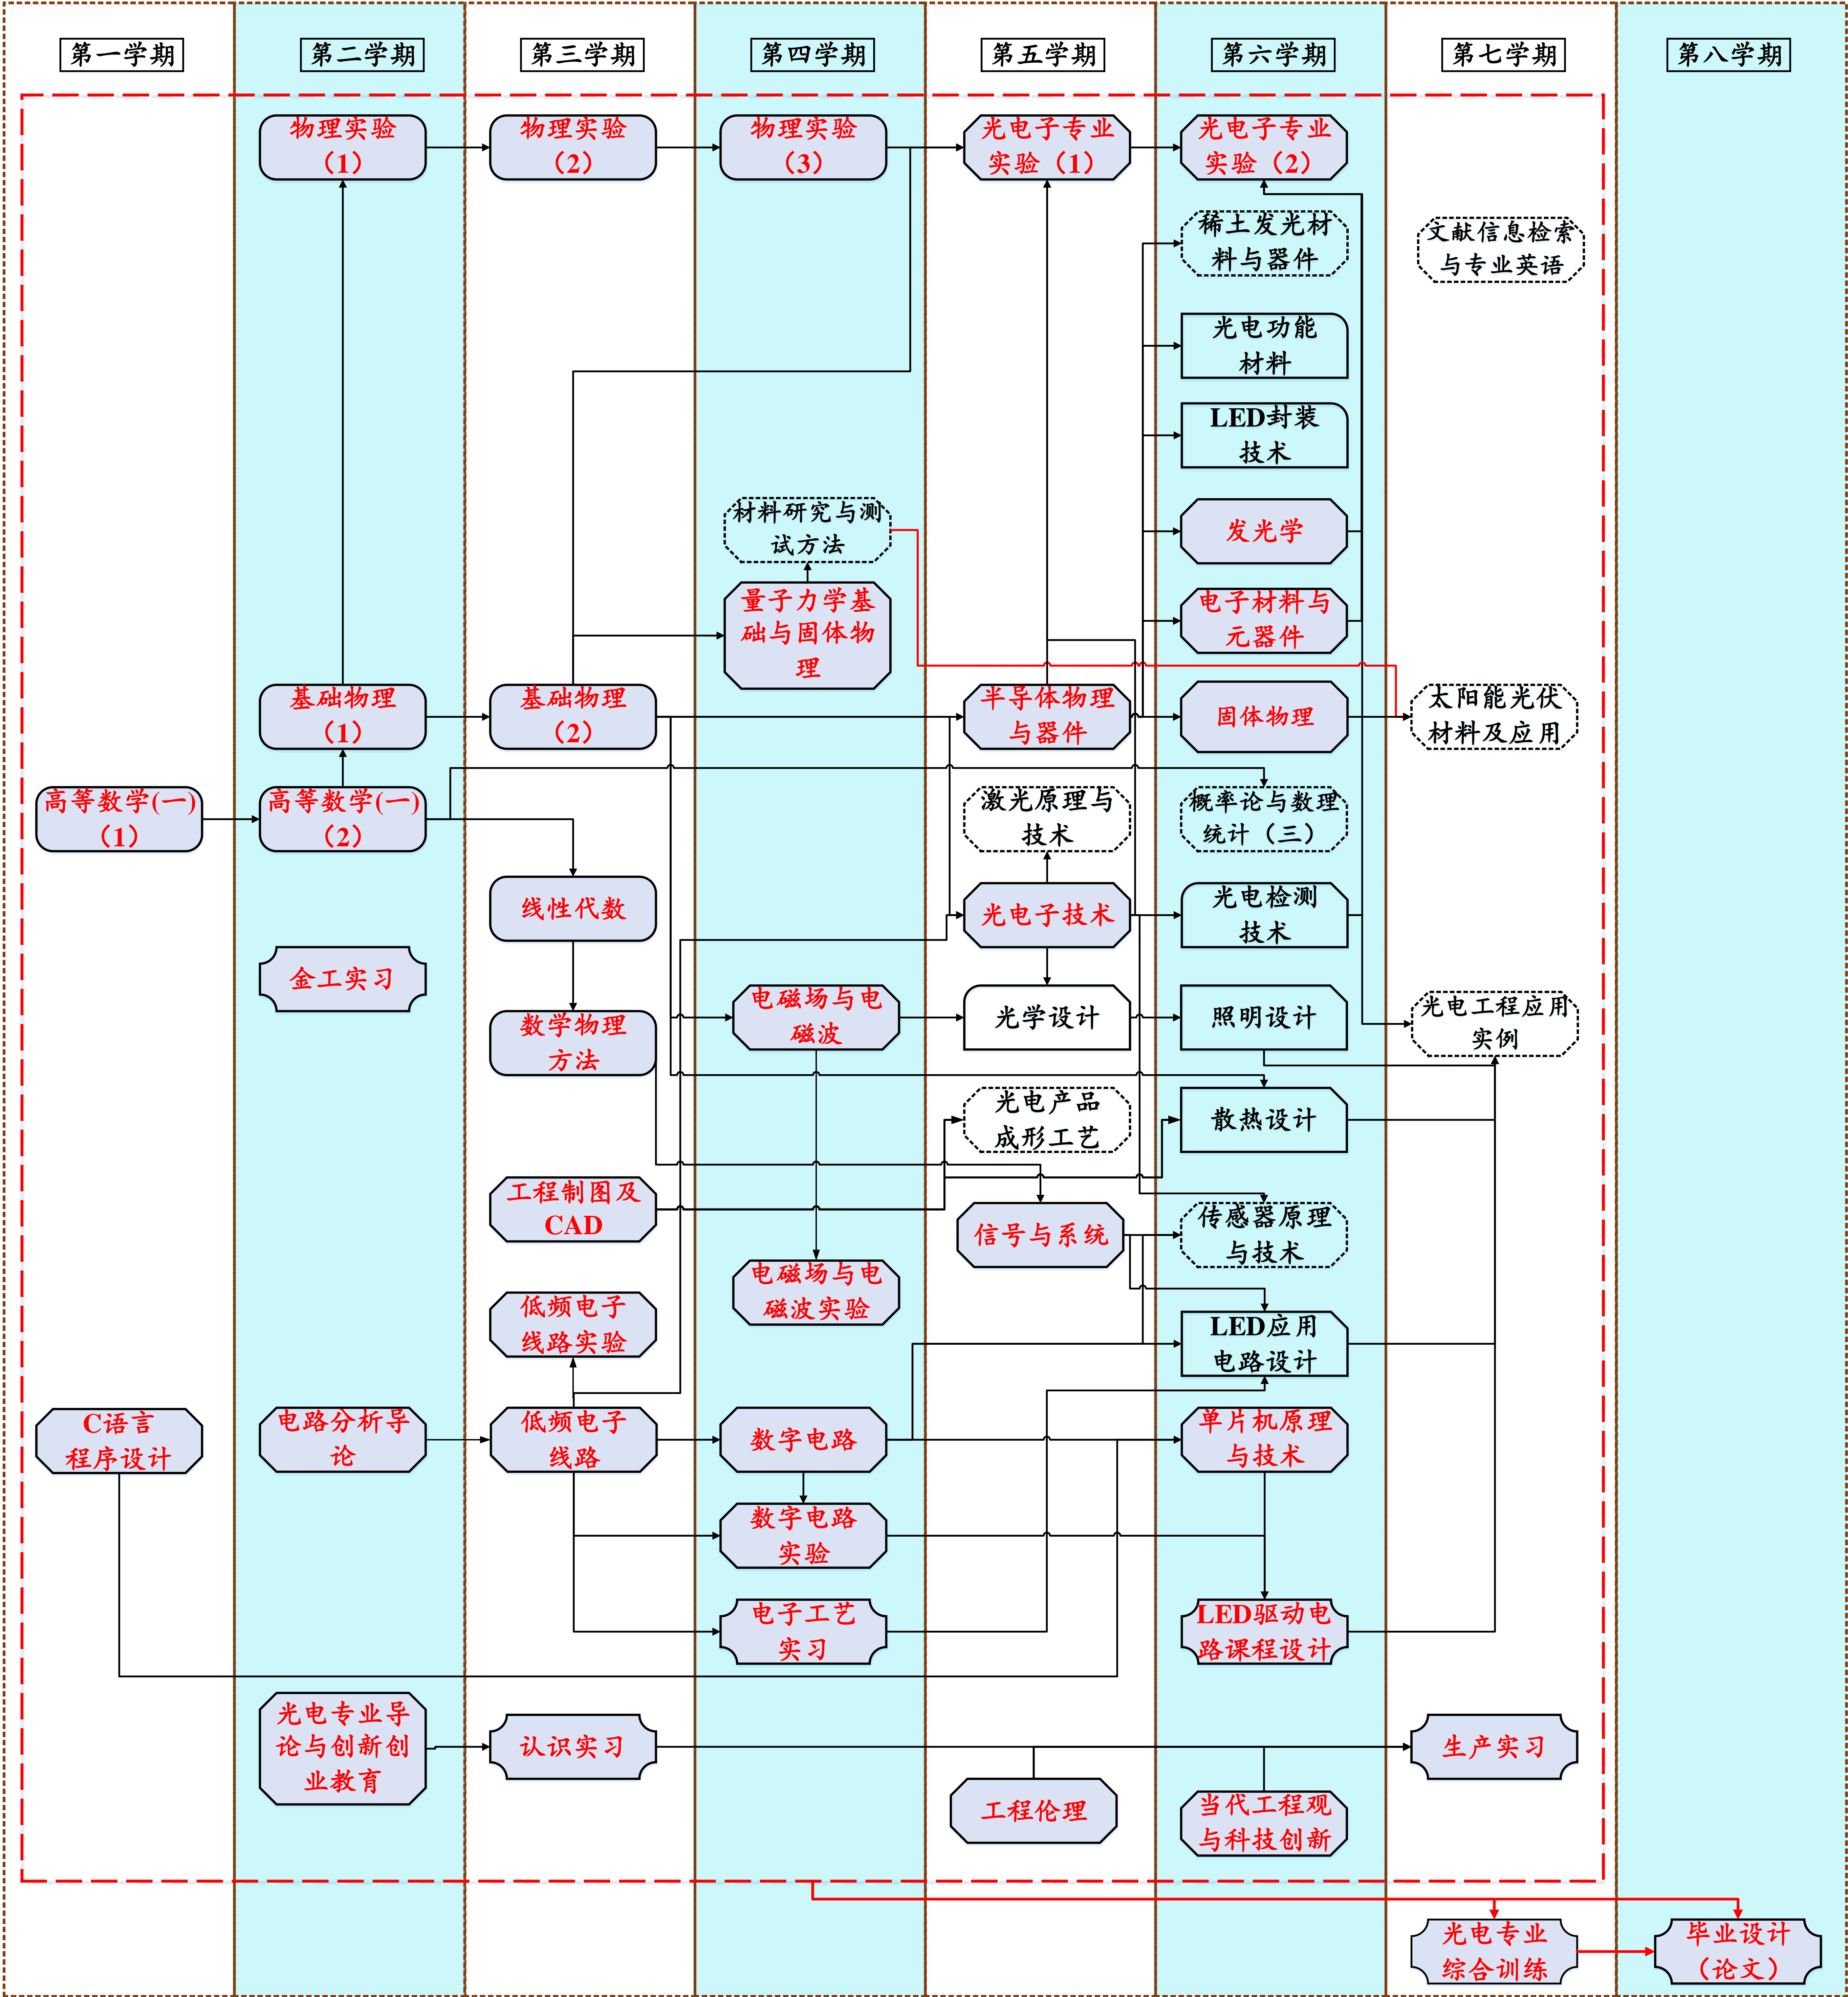 第一学期
第二学期
第三学期
第四学期
第五学期
第六学期
第七学期
第八学期
物理实验
（1）
物理实验
（2）
物理实验
（3）
光电子专业
实验（1）
光电子专业
实验（2）
稀土发光材
料与器件
文献信息检索
与专业英语
光电功能
材料
LED封装
技术
材料研究与测
试方法
发光学
量子力学基
础与固体物
理
电子材料与
元器件
基础物理
（1）
基础物理
（2）
半导体物理
与器件
固体物理
太阳能光伏
材料及应用
高等数学(一)
（1）
高等数学(一)
（2）
激光原理与
技术
概率论与数理
统计（三）
线性代数
光电子技术
光电检测
技术
金工实习
数学物理
方法
电磁场与电
磁波
光学设计
照明设计
光电工程应用
实例
光电产品
成形工艺
散热设计
工程制图及
CAD
信号与系统
传感器原理
与技术
电磁场与电
磁波实验
低频电子
线路实验
LED应用
电路设计
C语言
程序设计
电路分析导
论
低频电子
线路
数字电路
单片机原理
与技术
数字电路
实验
电子工艺
实习
LED驱动电
路课程设计
光电专业导
论与创新创
业教育
认识实习
生产实习
工程伦理
当代工程观
与科技创新
光电专业
综合训练
毕业设计
（论文）